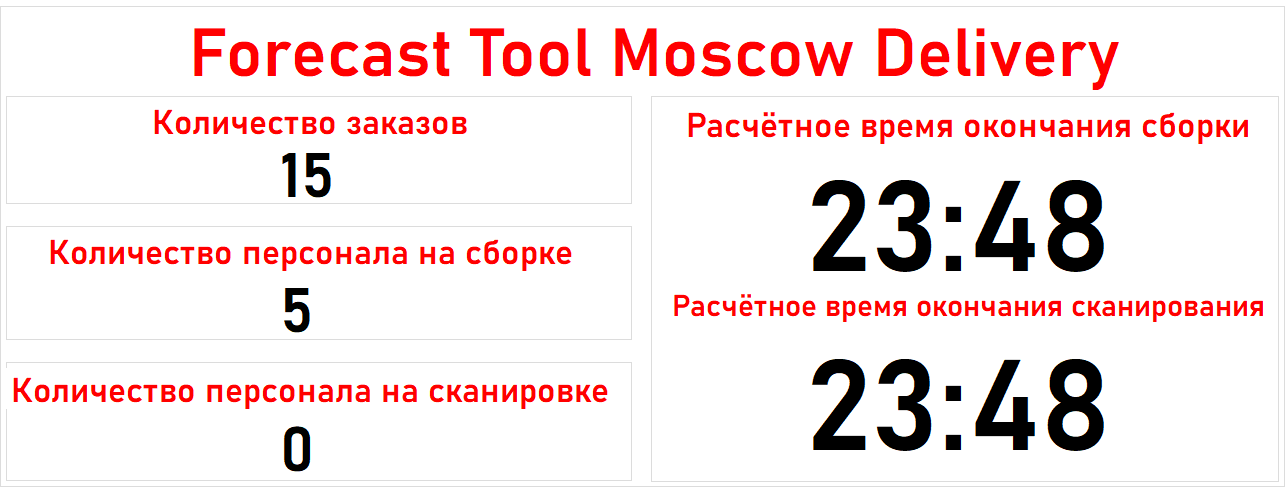 Forecast Tool Moscow Delivery
Количество заказов
15
Количество персонала на сборке
5
Количество персонала на сканировке
0
Расчётное время окончания сборки
23:48
Расчётное время окончания сканирования
23:48